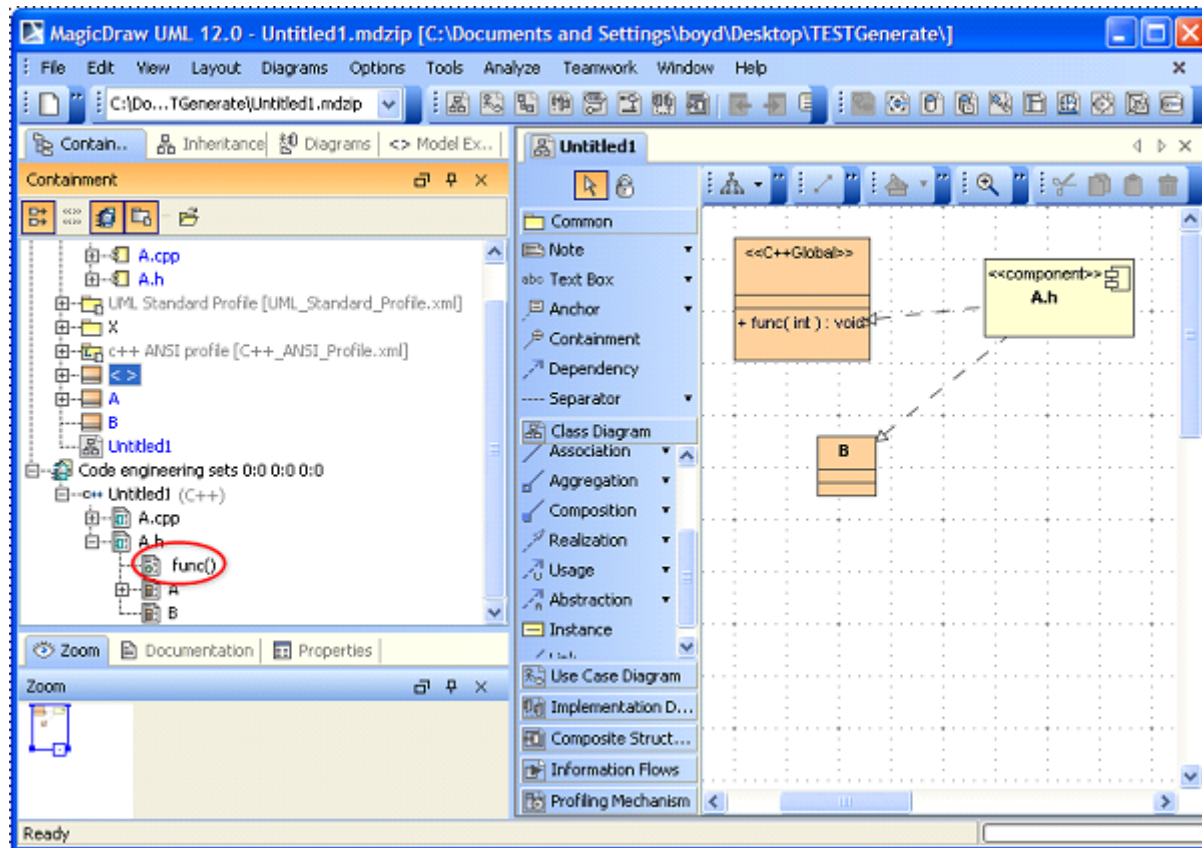 MagicDraw UML 12.0 - Untitled1.mdzip [C:\Documents and Settings\boyd\Desktop\TESTGenerate\]
File Edit View Layout Diagrams Options Tools Analyze Teamwork Window Help
C:\Do...TGenerate\Untitled1.mdzip
Contain.. Inheritance Diagrams <> Model Ex..
Containment
A.cpp
A.h
UML Standard Profile [UML_Standard_Profile.xml]
X
c++ ANSI profile [C++_ANSI_Profile.xml]
< >
A
B
Untitled1
Code engineering sets 0:0 0:0 0:0
c++ Untitled1 (C++)
A.cpp
A.h
func()
A
B
Zoom Documentation Properties
Zoom
Untitled1
Common
Note
abc Text Box
Anchor
Containment
Dependency
Separator
Class Diagram
Association
Aggregation
Composition
Realization
Usage
Abstraction
Instance
Use Case Diagram
Implementation D...
Composite Struct...
Information Flows
Profiling Mechanism
<<C++Global>>
+ func( int ) : void
<<component>>
A.h
B
Ready